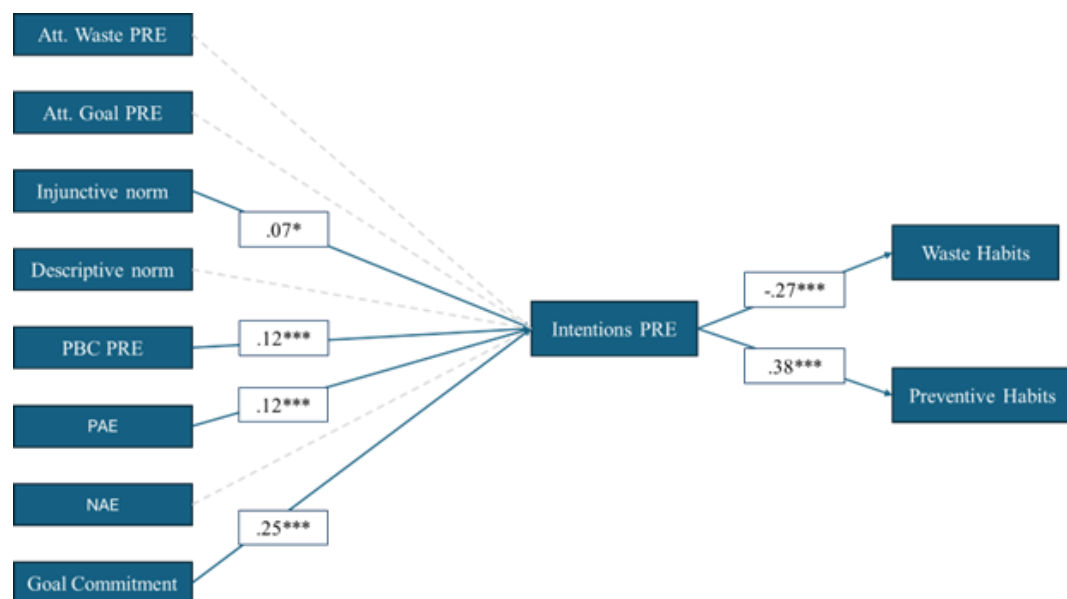 Att. Waste PRE
Att. Goal PRE
Injunctive norm
.07*
Descriptive norm
Waste Habits
-.27***
PBC PRE
.12***
Intentions PRE
.38***
.12***
Preventive Habits
PAE
NAE
.25***
Goal Commitment